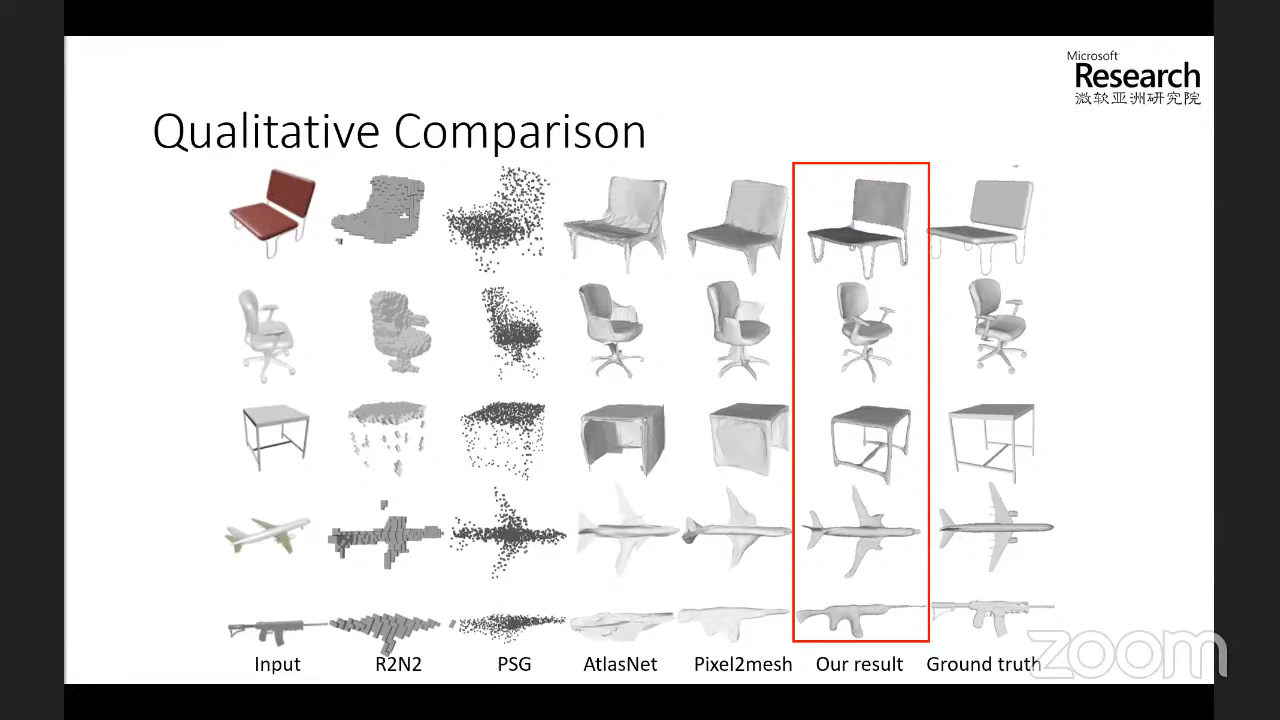 Microsoft
Research
微软亚洲研究院
Qualitative Comparison
Input R2N2 PSG AtlasNet Pixel2mesh Our result Ground truth
zoom